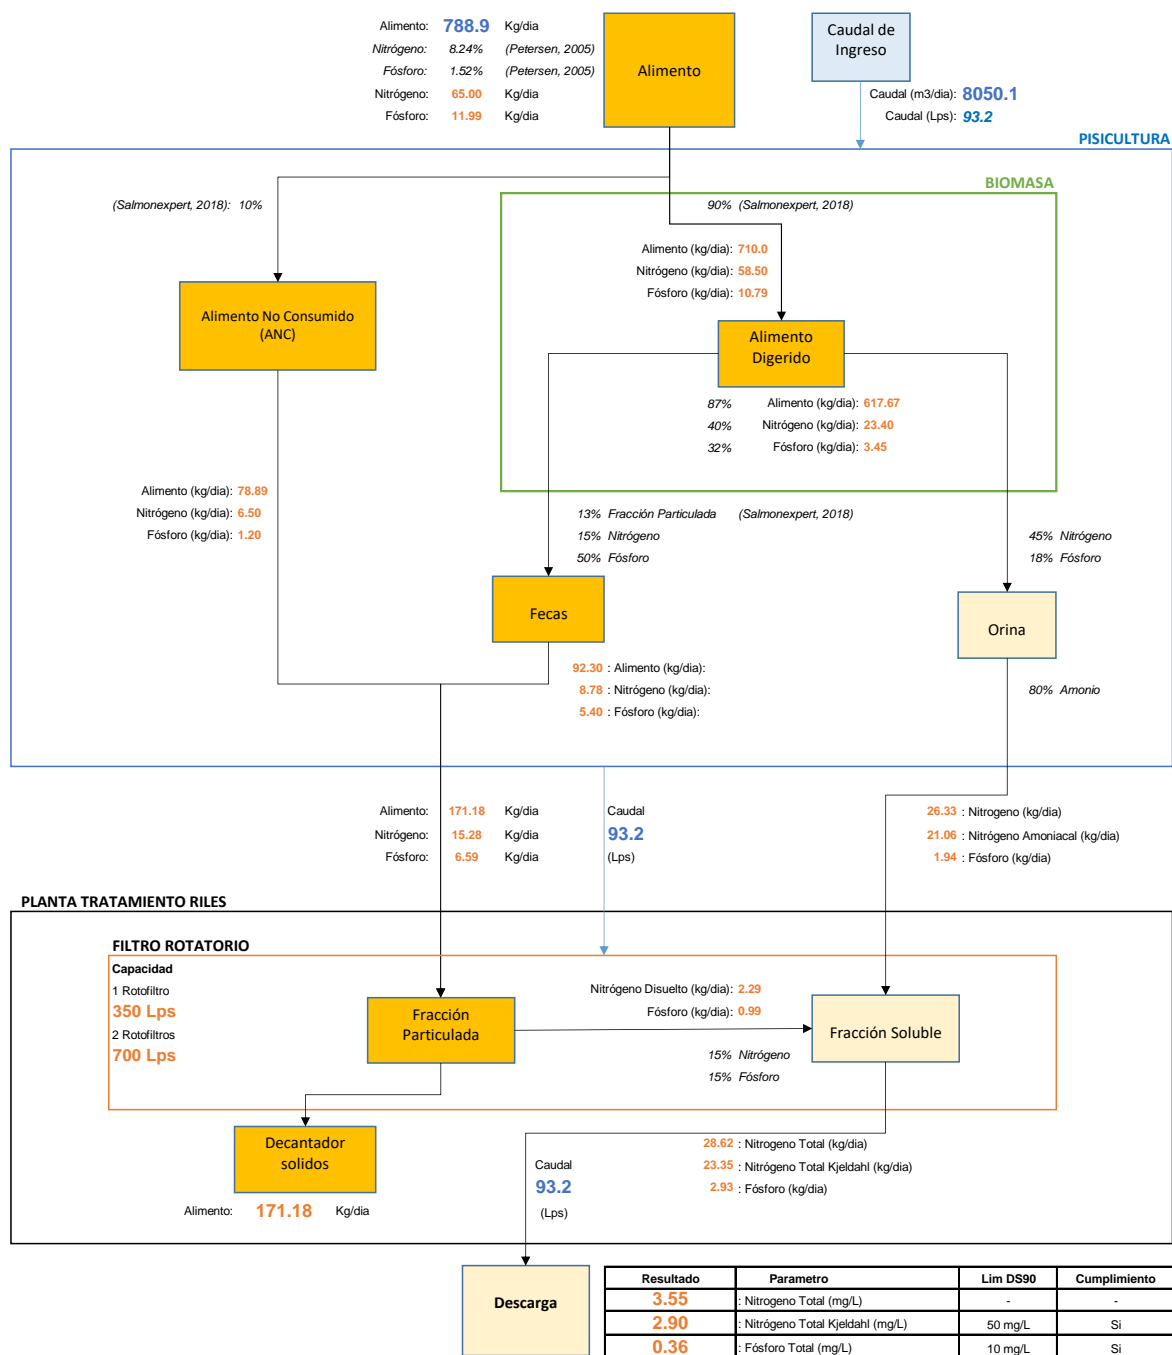 Alimento: 788.9 Kg/dia
Nitrógeno: 8.24% (Petersen, 2005)
Fósforo: 1.52% (Petersen, 2005)
Nitrógeno: 65.00 Kg/dia
Fósforo: 11.99 Kg/dia
Alimento
Caudal de
Ingreso
Caudal (m3/dia): 8050.1
Caudal (Lps): 93.2
PISICULTURA
BIOMASA
(Salmonexpert, 2018): 10%
90% (Salmonexpert, 2018)
Alimento (kg/dia): 710.0
Nitrógeno (kg/dia): 58.50
Fósforo (kg/dia): 10.79
Alimento No Consumido
(ANC)
Alimento
Digerido
87% Alimento (kg/dia): 617.67
40% Nitrógeno (kg/dia): 23.40
32% Fósforo (kg/dia): 3.45
Alimento (kg/dia): 78.89
Nitrógeno (kg/dia): 6.50
Fósforo (kg/dia): 1.20
13% Fracción Particulada (Salmonexpert, 2018)
15% Nitrógeno
50% Fósforo
45% Nitrógeno
18% Fósforo
Fecas
Orina
92.30 : Alimento (kg/dia):
8.78 : Nitrógeno (kg/dia):
5.40 : Fósforo (kg/dia):
80% Amonio
Alimento: 171.18 Kg/dia
Nitrógeno: 15.28 Kg/dia
Fósforo: 6.59 Kg/dia
Caudal
93.2
(Lps)
26.33 : Nitrogeno (kg/dia)
21.06 : Nitrógeno Amoniacal (kg/dia)
1.94 : Fósforo (kg/dia)
PLANTA TRATAMIENTO RILES
FILTRO ROTATORIO
Capacidad
1 Rotofiltro
350 Lps
2 Rotofiltros
700 Lps
Fracción
Particulada
Nitrógeno Disuelto (kg/dia): 2.29
Fósforo (kg/dia): 0.99
15% Nitrógeno
15% Fósforo
Fracción Soluble
Decantador
solidos
Alimento: 171.18 Kg/dia
Caudal
93.2
(Lps)
28.62 : Nitrogeno Total (kg/dia)
23.35 : Nitrógeno Total Kjeldahl (kg/dia)
2.93 : Fósforo (kg/dia)
Descarga
Resultado Parametro Lim DS90 Cumplimiento
3.55 : Nitrogeno Total (mg/L) - -
2.90 : Nitrógeno Total Kjeldahl (mg/L) 50 mg/L Si
0.36 : Fósforo Total (mg/L) 10 mg/L Si